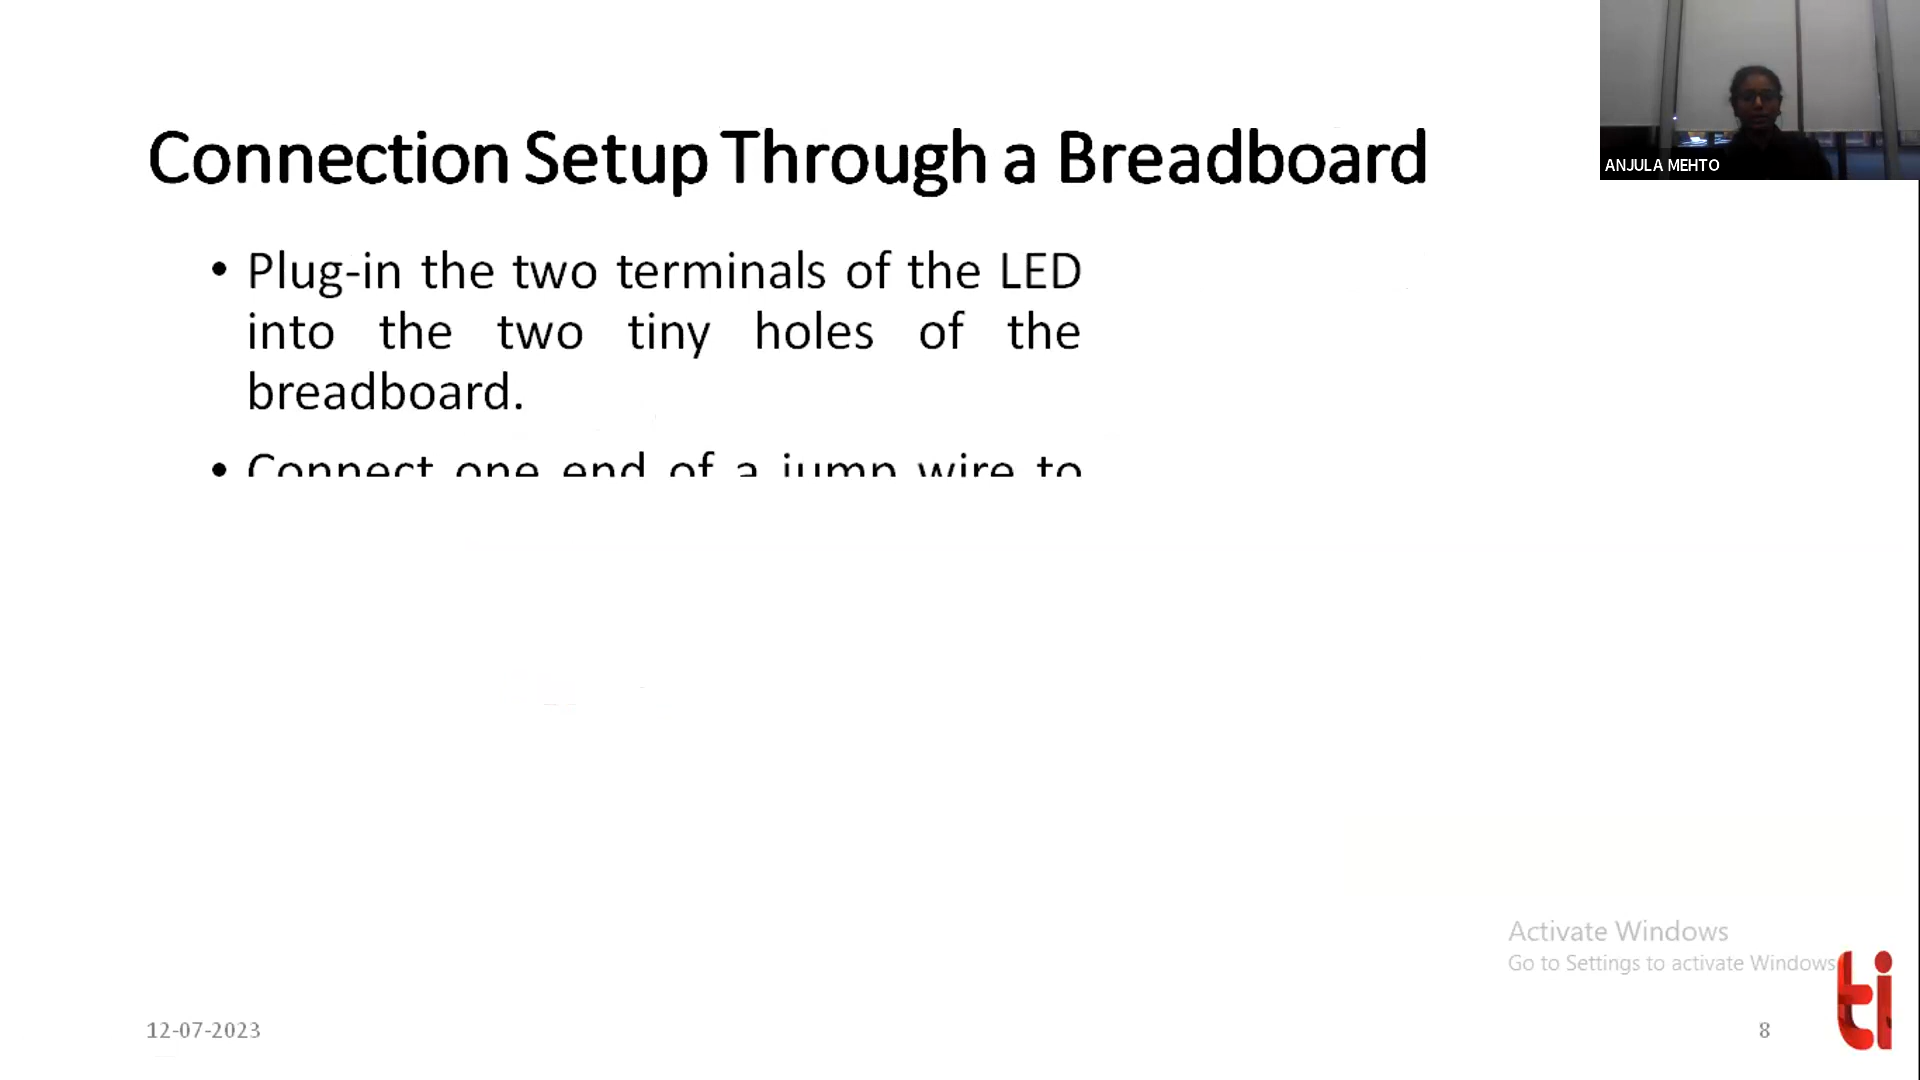 ANJULA MEHTO
Connection Setup Through a Breadboard
• Plug-in the two terminals of the LED
into the two tiny holes of the
breadboard.
• Connect one end of a jump wire to
Activate Windows
Go to Settings to activate Windows
ti
12-07-2023
8